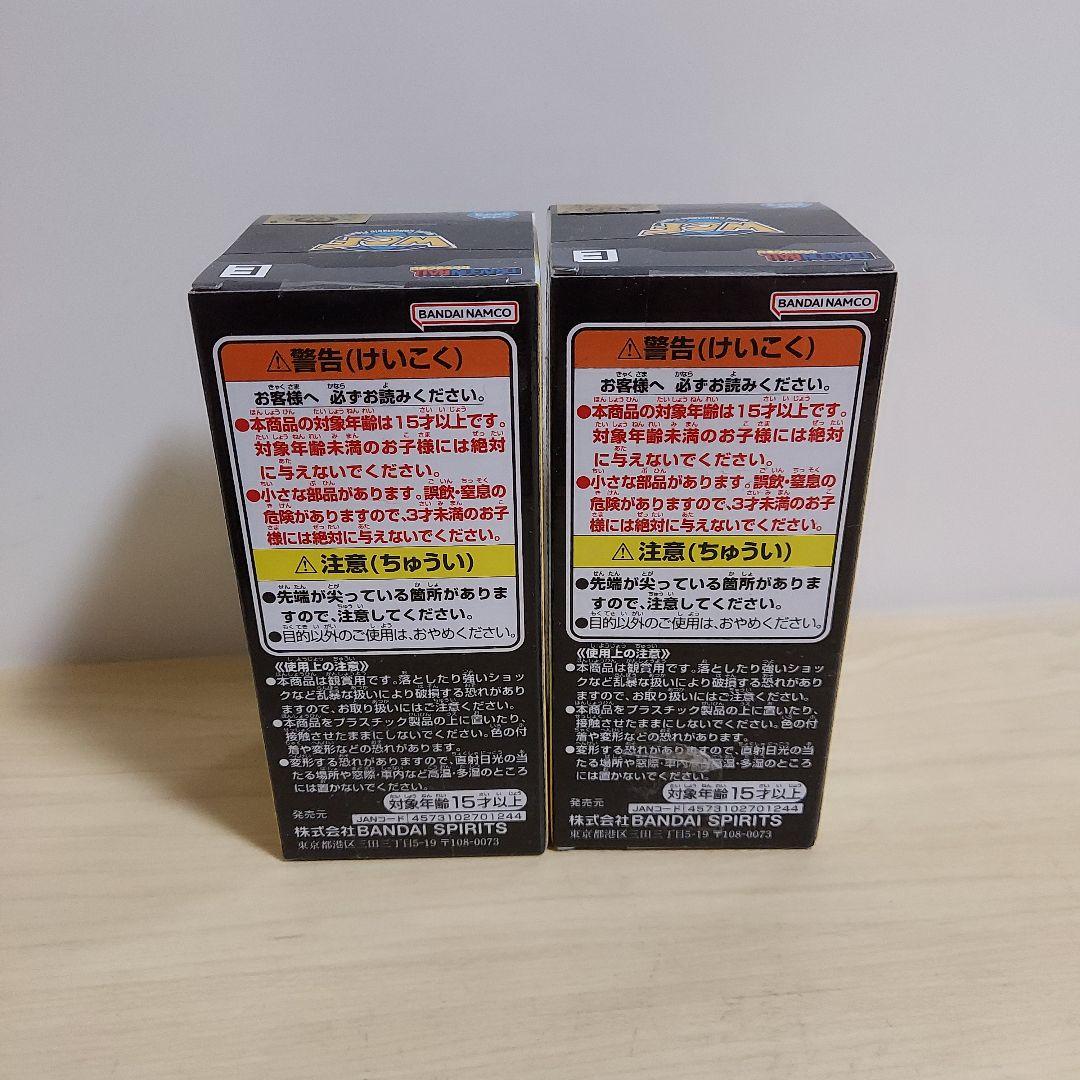 WCF
E
BANDAI NAMCO
⚠警告(けいこく)
お客様へ 必ずお読みください。
●本商品の対象年齢は15才以上です。
対象年齢未満のお子様には絶対
に与えないでください。
●小さな部品があります。誤飲・窒息の
危険がありますので、3才未満のお子
様には絶対に与えないでください。
⚠注意(ちゅうい)
●先端が尖っている箇所がありま
すので、注意してください。
●目的以外のご使用は、おやめください。
《使用上の注意》
●本商品は観賞用です。落としたり強いショッ
クなど乱暴な扱いにより破損する恐れがあり
ますので、お取り扱いにはご注意ください。
●本商品をプラスチック製品の上に置いたり、
接触させたままにしないでください。色の付
着や変形などの恐れがあります。
●変形する恐れがありますので、直射日光の当
たる場所や窓際・車内など高温・多湿のところ
には置かないでください。
対象年齢15才以上
発売元
JANコード 4573102701244
株式会社BANDAI SPIRITS
東京都港区三田三丁目5-19 〒108-0073
WCF
E
DRAGON BALL
BANDAI NAMCO
⚠警告(けいこく)
お客様へ 必ずお読みください。
●本商品の対象年齢は15才以上です。
対象年齢未満のお子様には絶対
に与えないでください。
●小さな部品があります。誤飲・窒息の
危険がありますので、3才未満のお子
様には絶対に与えないでください。
⚠注意(ちゅうい)
●先端が尖っている箇所がありま
すので、注意してください。
●目的以外のご使用は、おやめください。
《使用上の注意》
●本商品は観賞用です。落としたり強いショッ
クなど乱暴な扱いにより破損する恐れがあり
ますので、お取り扱いにはご注意ください。
●本商品をプラスチック製品の上に置いたり、
接触させたままにしないでください。色の付
着や変形などの恐れがあります。
●変形する恐れがありますので、直射日光の当
たる場所や窓際・車内など高温・多湿のところ
には置かないでください。
対象年齢15才以上
発売元
JANコード 4573102701244
株式会社BANDAI SPIRITS
東京都港区三田三丁目5-19 〒108-0073